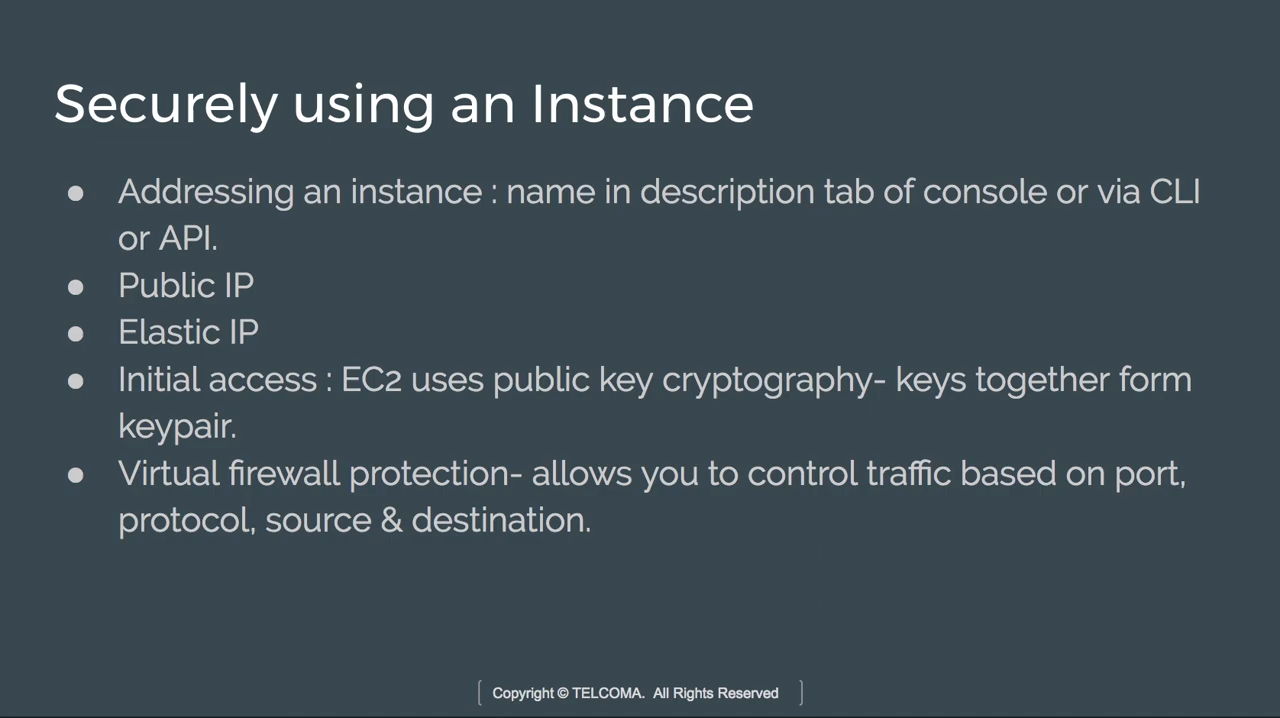 Securely using an Instance
● Addressing an instance : name in description tab of console or via CLI
or API.
● Public IP
● Elastic IP
● Initial access : EC2 uses public key cryptography- keys together form
keypair.
● Virtual firewall protection- allows you to control traffic based on port,
protocol, source & destination.
Copyright © TELCOMA. All Rights Reserved